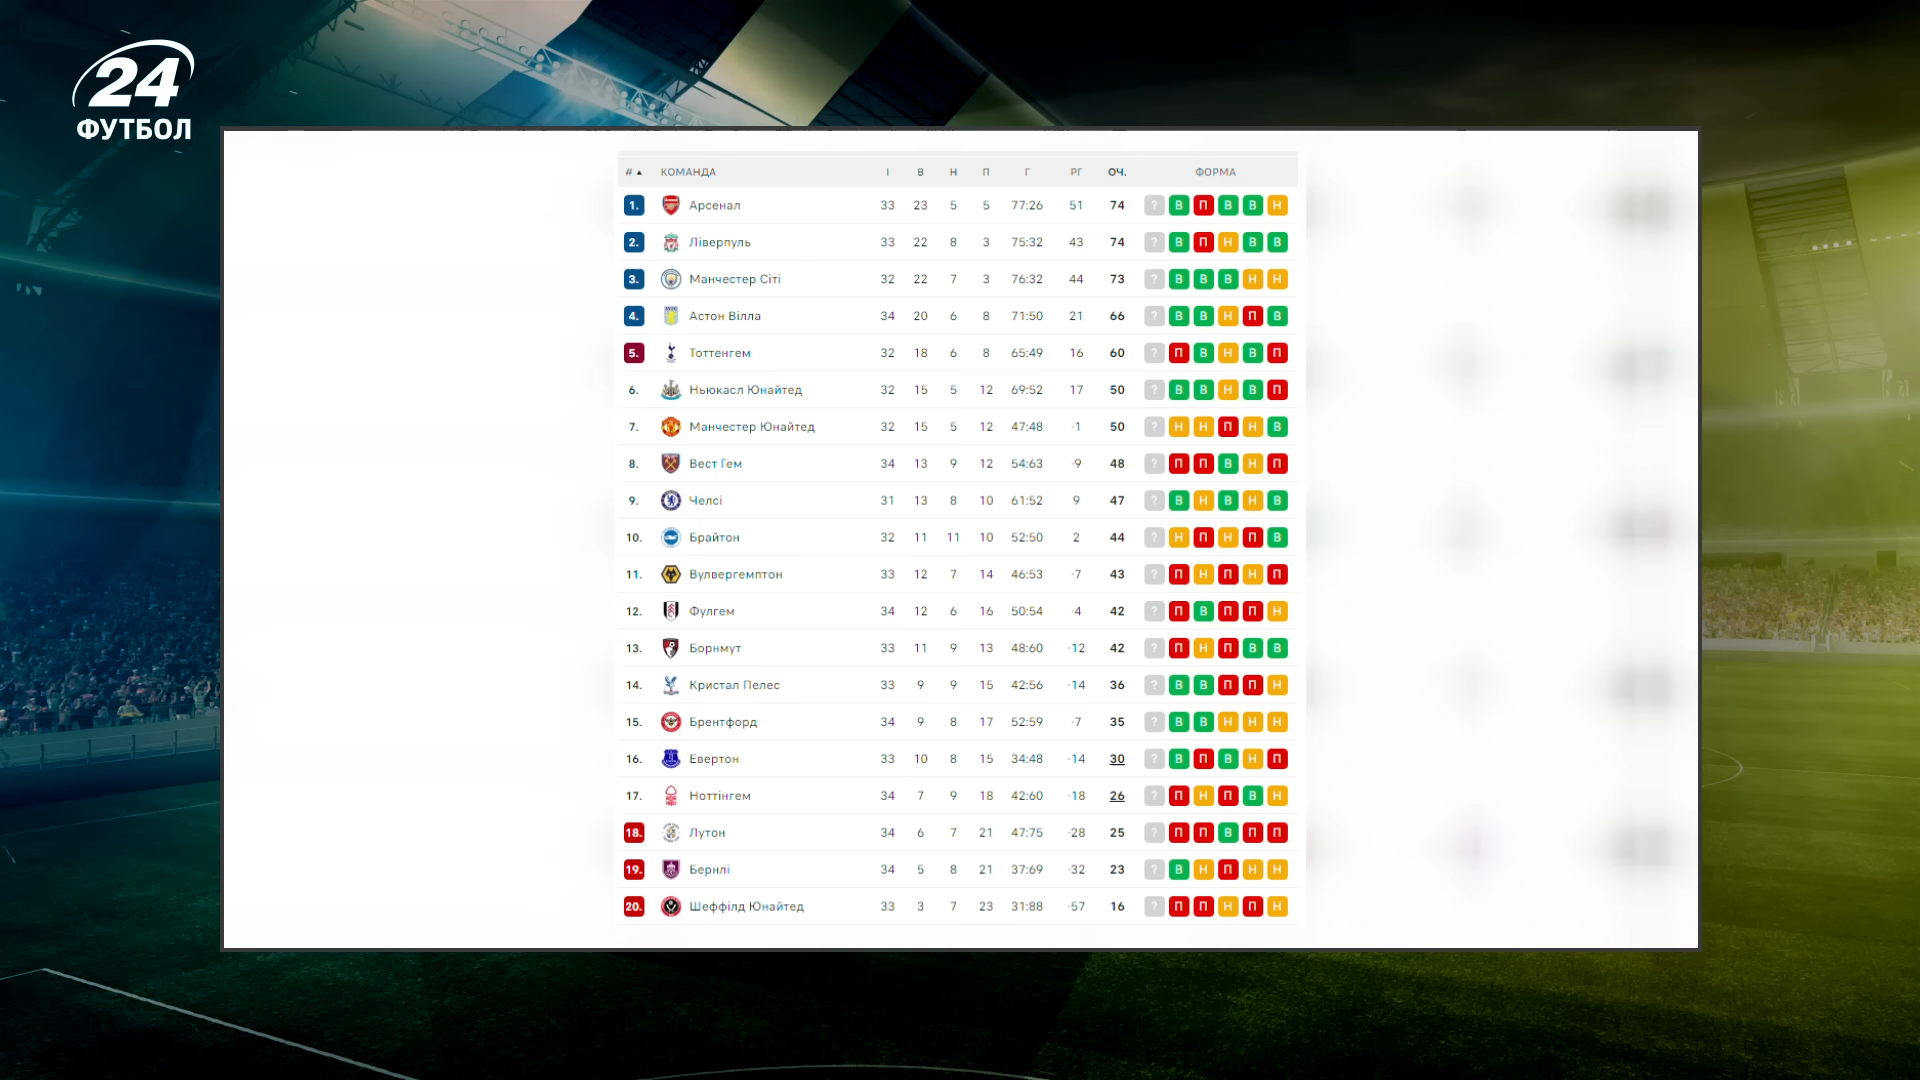 24
ФУТБОЛ
# КОМАНДА І В Н П Г РГ ОЧ. ФОРМА
1. Арсенал 33 23 5 5 77:26 51 74 ? В П В В Н
2. Ліверпуль 33 22 8 3 75:32 43 74 ? В П Н В В
3. Манчестер Сіті 32 22 7 3 76:32 44 73 ? В В В Н Н
4. Астон Вілла 34 20 6 8 71:50 21 66 ? В В Н П В
5. Тоттенгем 32 18 6 8 65:49 16 60 ? П В Н В П
6. Ньюкасл Юнайтед 32 15 5 12 69:52 17 50 ? В В Н В П
7. Манчестер Юнайтед 32 15 5 12 47:48 -1 50 ? Н Н П Н В
8. Вест Гем 34 13 9 12 54:63 -9 48 ? П П В Н П
9. Челсі 31 13 8 10 61:52 9 47 ? В Н В Н В
10. Брайтон 32 11 11 10 52:50 2 44 ? Н П Н П В
11. Вулвергемптон 33 12 7 14 46:53 -7 43 ? П Н П Н П
12. Фулгем 34 12 6 16 50:54 -4 42 ? П В П П Н
13. Борнмут 33 11 9 13 48:60 -12 42 ? П Н П В В
14. Кристал Пелес 33 9 9 15 42:56 -14 36 ? В В П П Н
15. Брентфорд 34 9 8 17 52:59 -7 35 ? В В Н Н Н
16. Евертон 33 10 8 15 34:48 -14 30 ? В П В Н П
17. Ноттінгем 34 7 9 18 42:60 -18 26 ? П Н П В Н
18. Лутон 34 6 7 21 47:75 -28 25 ? П П В П П
19. Бернлі 34 5 8 21 37:69 -32 23 ? В Н П Н Н
20. Шеффілд Юнайтед 33 3 7 23 31:88 -57 16 ? П П Н П Н